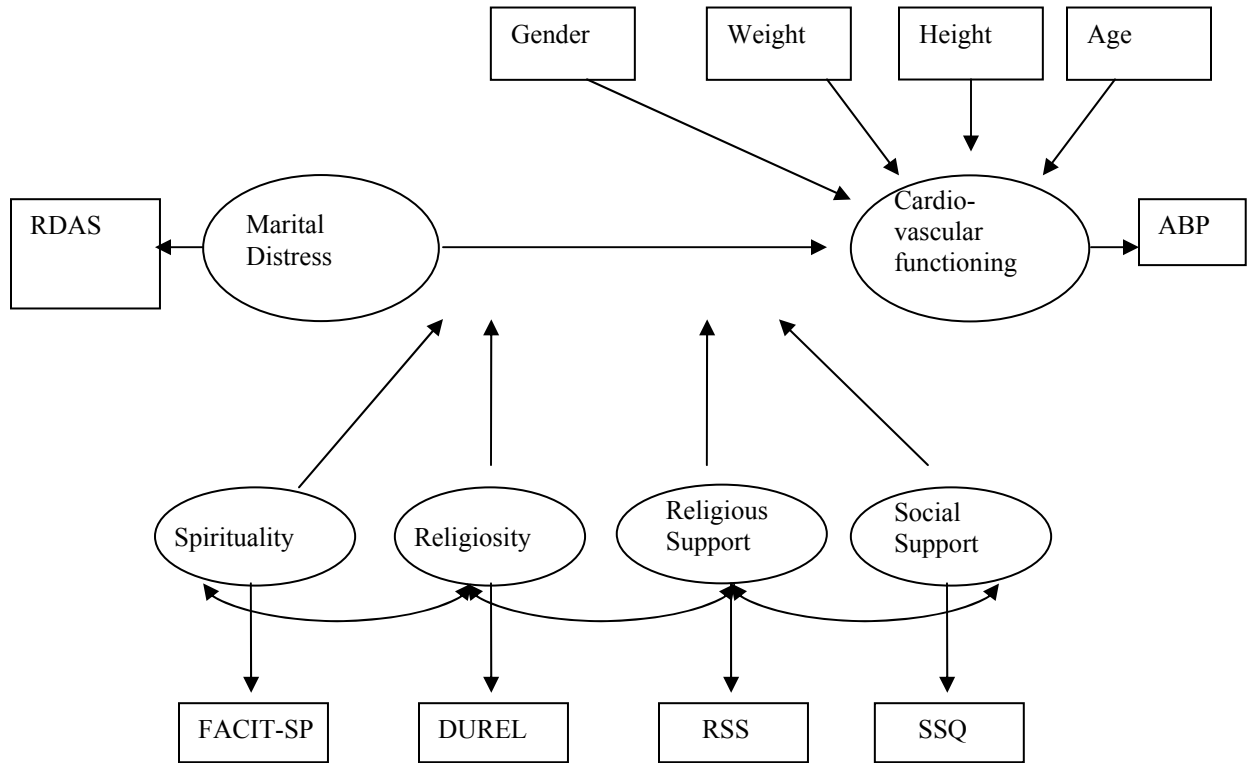 Gender
Weight
Height
Age
RDAS
Marital
Distress
Cardio-
vascular
functioning
ABP
Spirituality
Religiosity
Religious
Support
Social
Support
FACIT-SP
DUREL
RSS
SSQ